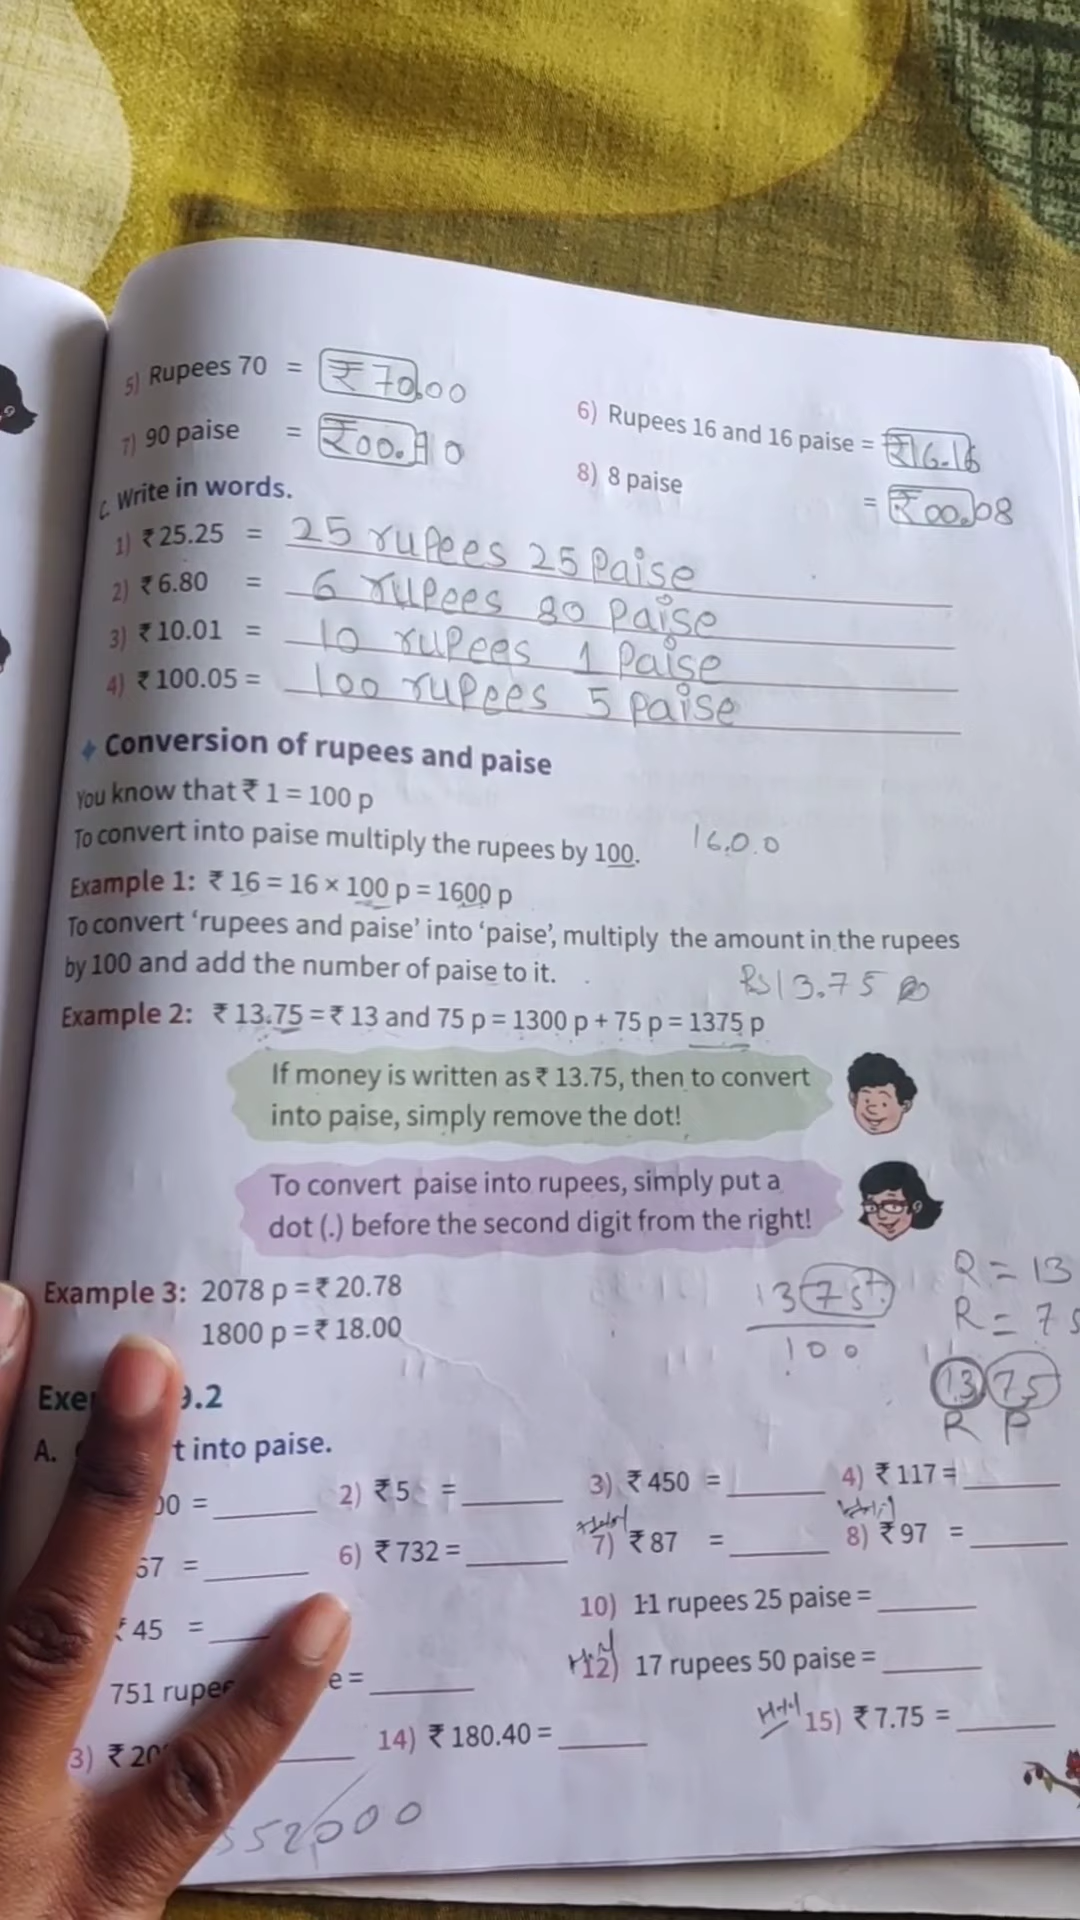 5) Rupees 70 = ₹70.00
6) Rupees 16 and 16 paise = ₹16.16
7) 90 paise = ₹00.
8) 8 paise = ₹00.08
C. Write in words.
1) ₹25.25 = 25 rupees 25 Paise
2) ₹6.80 = 6 rupees 80 Paise
3) ₹10.01 = 10 rupees 1 Paise
4) ₹100.05 = 100 rupees 5 paise
Conversion of rupees and paise
You know that ₹ 1 = 100 p
To convert into paise multiply the rupees by 100.
16.0.0
Example 1: ₹ 16 = 16 × 100 p = 1600 p
To convert 'rupees and paise' into 'paise', multiply the amount in the rupees
by 100 and add the number of paise to it.
Rs13.75
Example 2: ₹ 13.75 = ₹ 13 and 75 p = 1300 p + 75 p = 1375 p
If money is written as ₹ 13.75, then to convert
into paise, simply remove the dot!
To convert paise into rupees, simply put a
dot (.) before the second digit from the right!
Example 3: 2078 p = ₹ 20.78
1800 p = ₹ 18.00
1375
100
Q = 13
R = 75
13 75
R P
9.2
A. t into paise.
00 = 2) ₹5 = 3) ₹450 = 4) ₹117 =
67 = 6) ₹732 = 7) ₹87 = 8) ₹97 =
₹45 = 10) 11 rupees 25 paise =
751 e = 12) 17 rupees 50 paise =
3) ₹20 14) ₹180.40 = 15) ₹7.75 =
52000